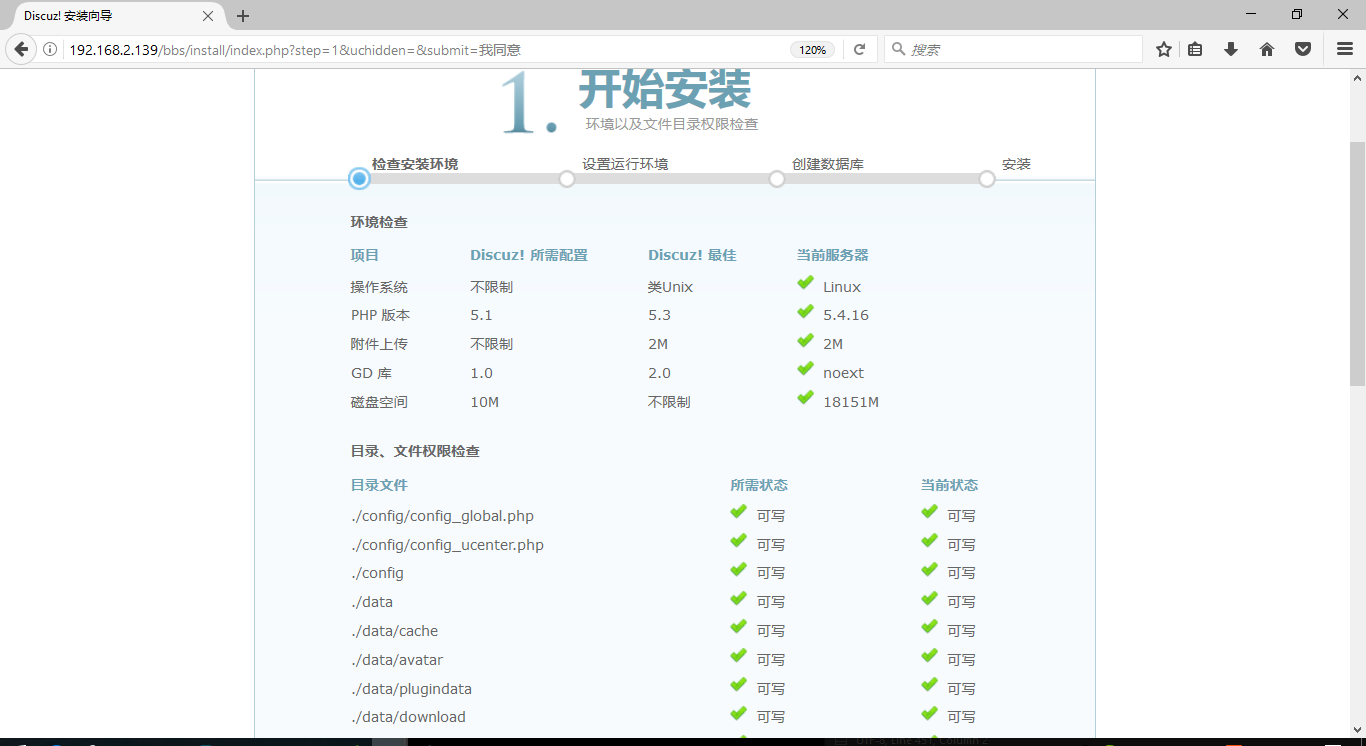 Discuz! 安装向导
192.168.2.139/bbs/install/index.php?step=1&uchidden=&submit=我同意
120%
搜索
1.
开始安装
环境以及文件目录权限检查
检查安装环境 设置运行环境 创建数据库 安装
环境检查
项目 Discuz! 所需配置 Discuz! 最佳 当前服务器
操作系统 不限制 类Unix Linux
PHP 版本 5.1 5.3 5.4.16
附件上传 不限制 2M 2M
GD 库 1.0 2.0 noext
磁盘空间 10M 不限制 18151M
目录、文件权限检查
目录文件 所需状态 当前状态
./config/config_global.php 可写 可写
./config/config_ucenter.php 可写 可写
./config 可写 可写
./data 可写 可写
./data/cache 可写 可写
./data/avatar 可写 可写
./data/plugindata 可写 可写
./data/download 可写 可写